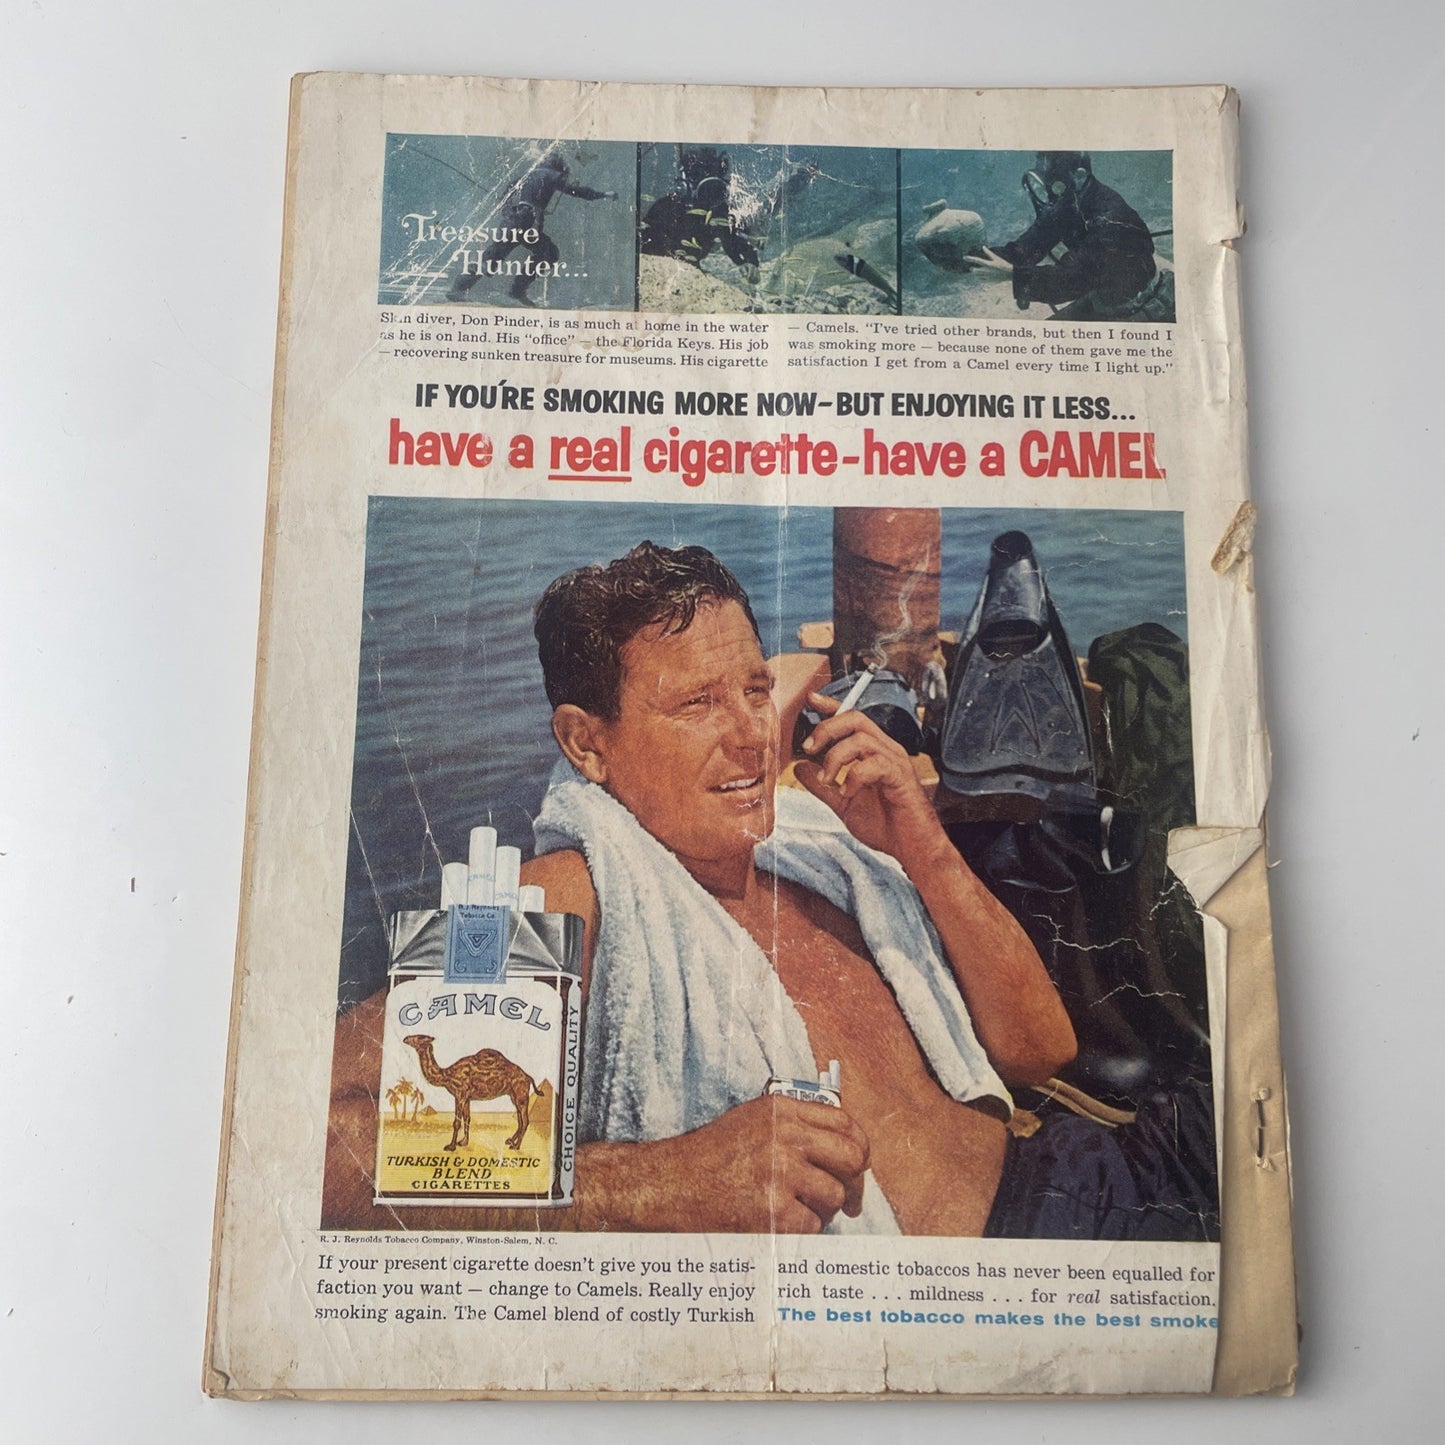 Treasure
Hunter...
Skin diver, Don Pinder, is as much at home in the water
as he is on land. His "office" — the Florida Keys. His job
— recovering sunken treasure for museums. His cigarette
— Camels. "I've tried other brands, but then I found I
was smoking more — because none of them gave me the
satisfaction I get from a Camel every time I light up."
IF YOU'RE SMOKING MORE NOW—BUT ENJOYING IT LESS...
have a real cigarette—have a CAMEL
CAMEL
CAMEL
R. J. Reynolds
Tobacco Co.
CAMEL
CHOICE QUALITY
TURKISH & DOMESTIC
BLEND
CIGARETTES
CAMEL
R. J. Reynolds Tobacco Company, Winston-Salem, N. C.
If your present cigarette doesn't give you the satis-
faction you want — change to Camels. Really enjoy
smoking again. The Camel blend of costly Turkish
and domestic tobaccos has never been equalled for
rich taste . . . mildness . . . for real satisfaction.
The best tobacco makes the best smoke